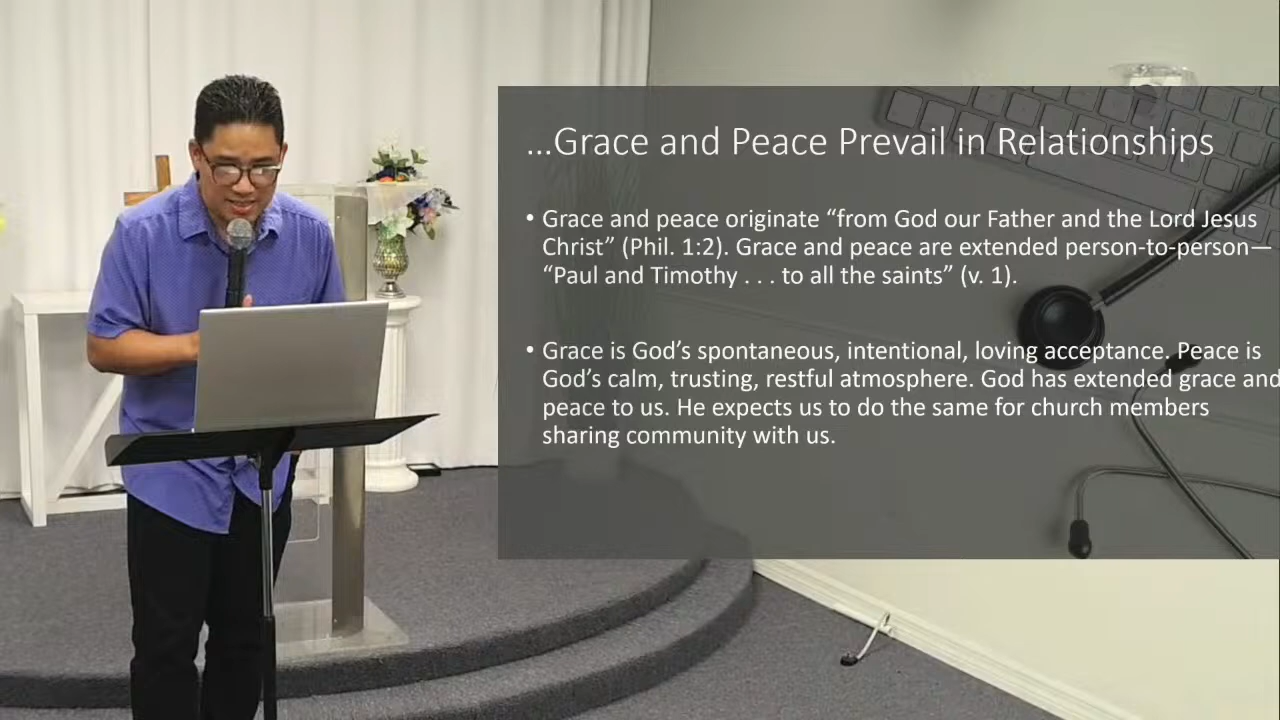 ...Grace and Peace Prevail in Relationships
• Grace and peace originate “from God our Father and the Lord Jesus
Christ” (Phil. 1:2). Grace and peace are extended person-to-person—
“Paul and Timothy . . . to all the saints” (v. 1).
• Grace is God’s spontaneous, intentional, loving acceptance. Peace is
God’s calm, trusting, restful atmosphere. God has extended grace and
peace to us. He expects us to do the same for church members
sharing community with us.